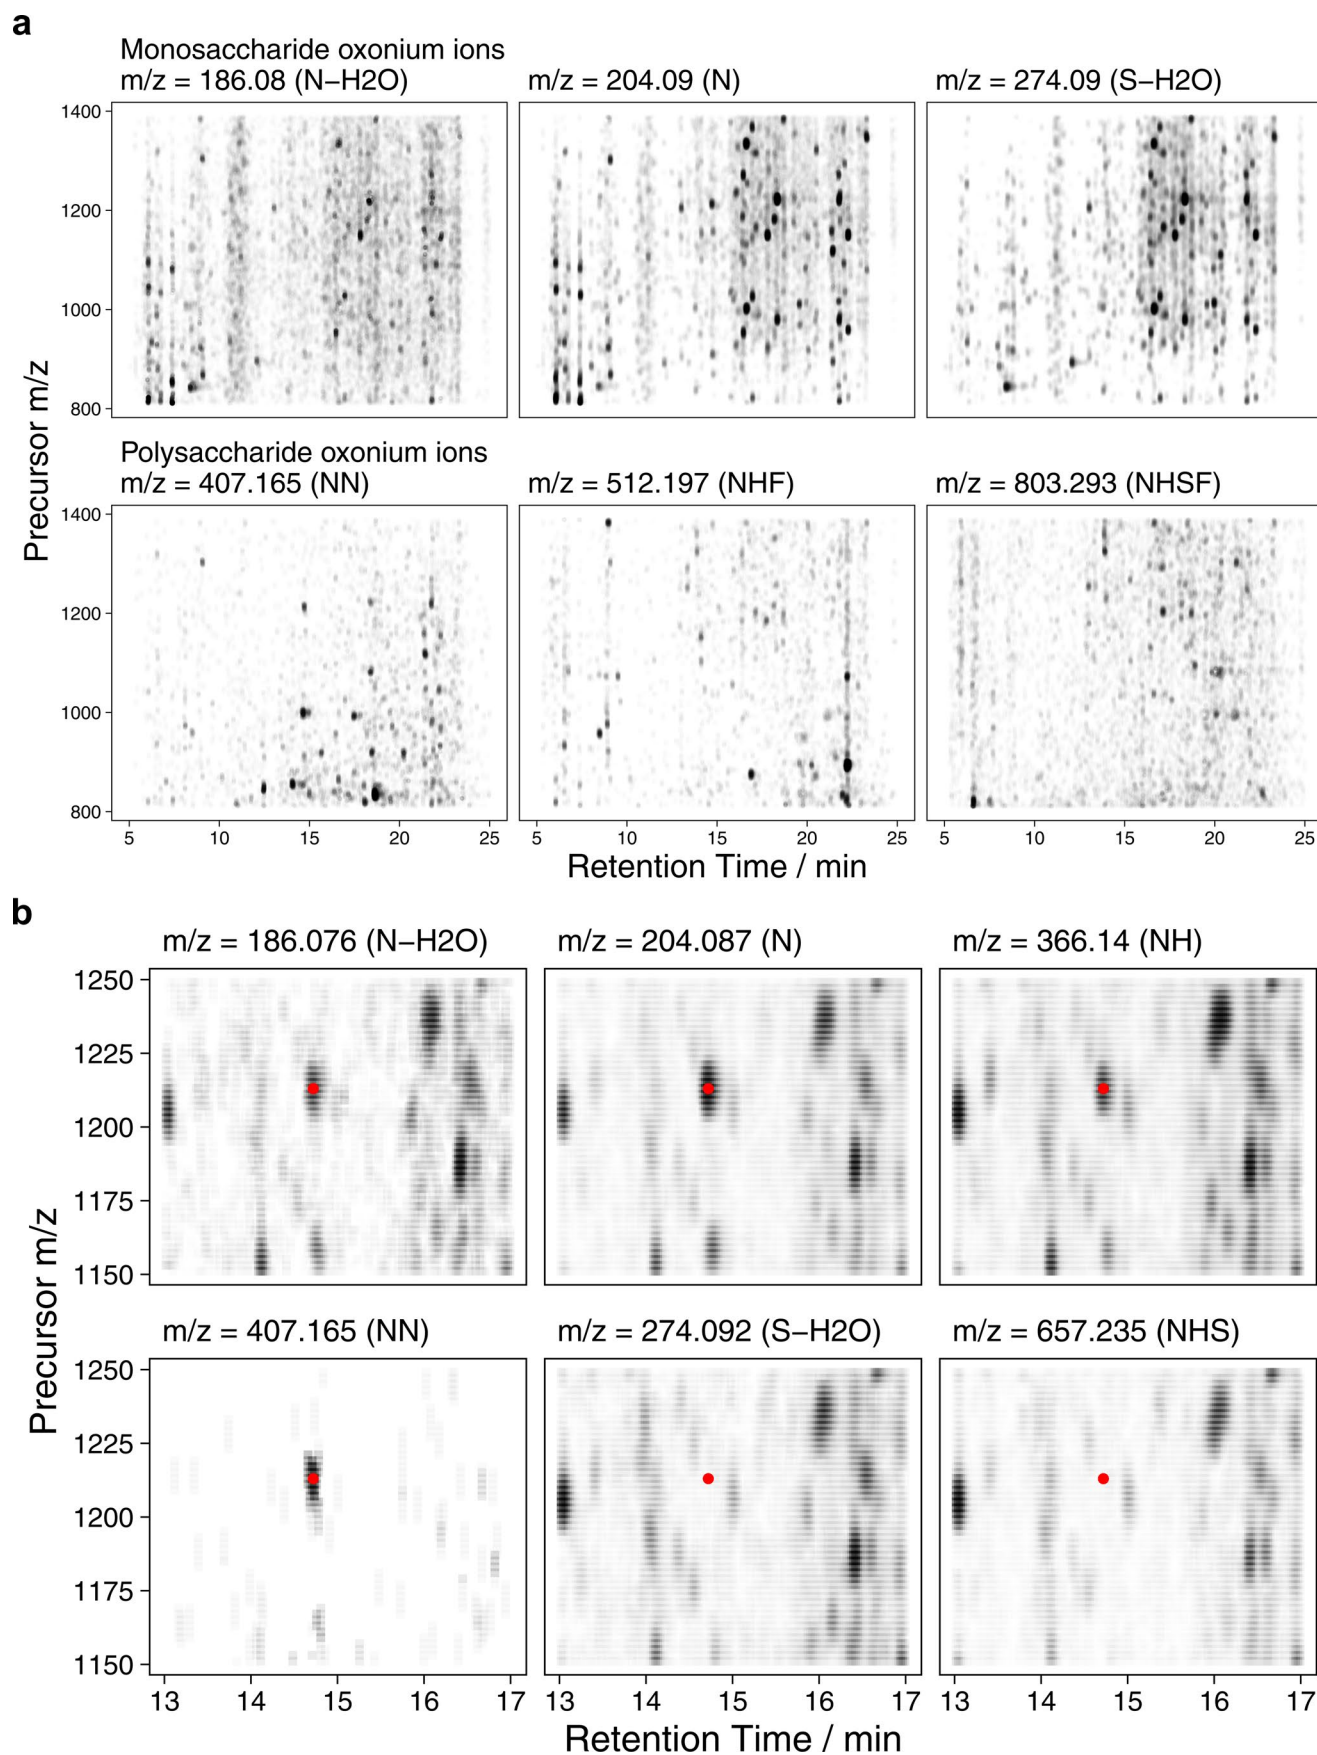 a
Monosaccharide oxonium ions
m/z = 186.08 (N−H2O)
m/z = 204.09 (N)
m/z = 274.09 (S−H2O)
1400
1200
1000
800
Precursor m/z
Polysaccharide oxonium ions
m/z = 407.165 (NN)
m/z = 512.197 (NHF)
m/z = 803.293 (NHSF)
1400
1200
1000
800
5 10 15 20 25
5 10 15 20 25
5 10 15 20 25
Retention Time / min
b
m/z = 186.076 (N−H2O)
m/z = 204.087 (N)
m/z = 366.14 (NH)
1250
1225
1200
1175
1150
Precursor m/z
m/z = 407.165 (NN)
m/z = 274.092 (S−H2O)
m/z = 657.235 (NHS)
1250
1225
1200
1175
1150
13 14 15 16 17
13 14 15 16 17
13 14 15 16 17
Retention Time / min